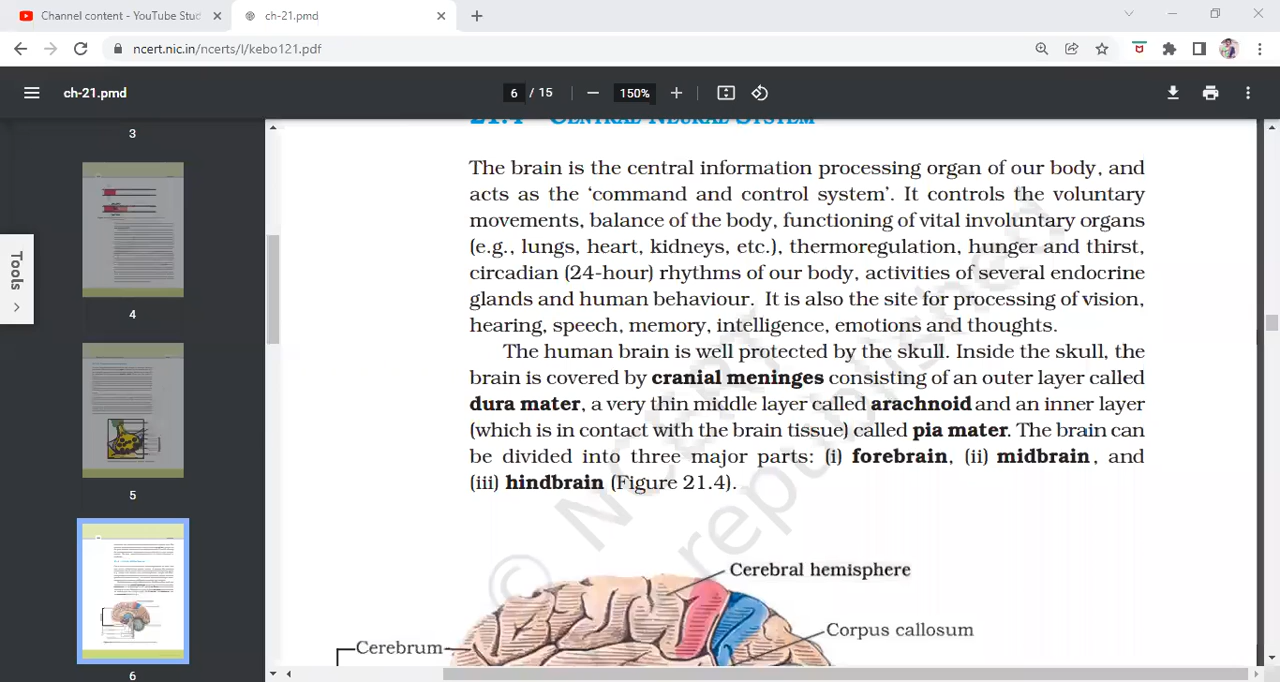 Channel content - YouTube Stud
ch-21.pmd
ncert.nic.in/ncerts/l/kebo121.pdf
ch-21.pmd
6 / 15
150%
Tools
3
4
5
6
21.4 CENTRAL NEURAL SYSTEM
The brain is the central information processing organ of our body, and
acts as the ‘command and control system’. It controls the voluntary
movements, balance of the body, functioning of vital involuntary organs
(e.g., lungs, heart, kidneys, etc.), thermoregulation, hunger and thirst,
circadian (24-hour) rhythms of our body, activities of several endocrine
glands and human behaviour. It is also the site for processing of vision,
hearing, speech, memory, intelligence, emotions and thoughts.
The human brain is well protected by the skull. Inside the skull, the
brain is covered by cranial meninges consisting of an outer layer called
dura mater, a very thin middle layer called arachnoid and an inner layer
(which is in contact with the brain tissue) called pia mater. The brain can
be divided into three major parts: (i) forebrain, (ii) midbrain, and
(iii) hindbrain (Figure 21.4).
Cerebral hemisphere
Corpus callosum
Cerebrum
© NCERT
republished